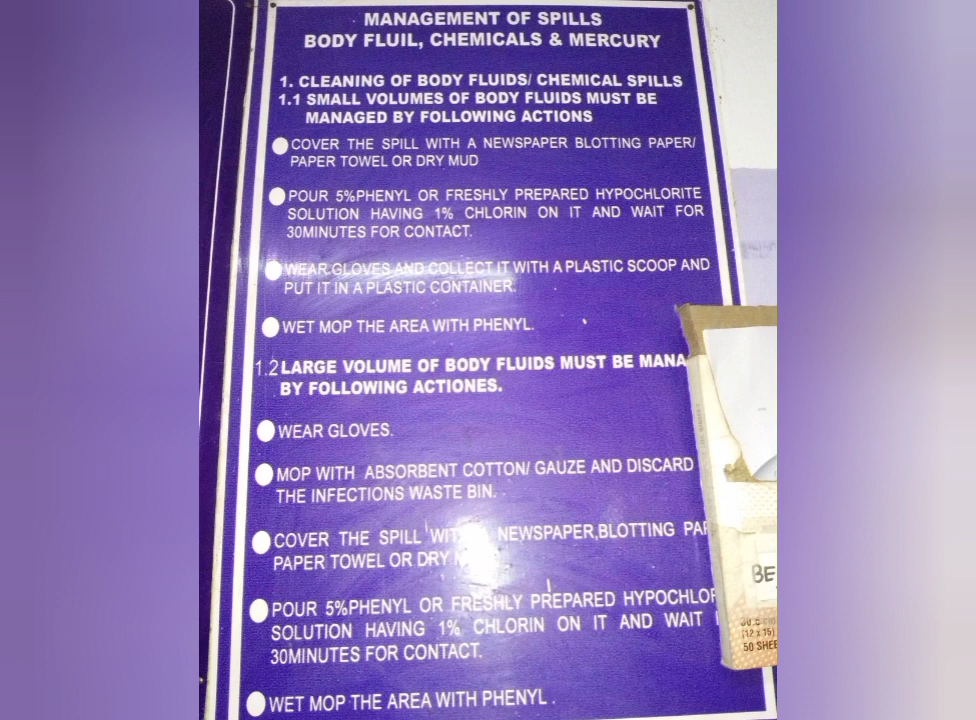 MANAGEMENT OF SPILLS
BODY FLUIL, CHEMICALS & MERCURY
1. CLEANING OF BODY FLUIDS/ CHEMICAL SPILLS
1.1 SMALL VOLUMES OF BODY FLUIDS MUST BE
MANAGED BY FOLLOWING ACTIONS
COVER THE SPILL WITH A NEWSPAPER BLOTTING PAPER/
PAPER TOWEL OR DRY MUD
POUR 5%PHENYL OR FRESHLY PREPARED HYPOCHLORITE
SOLUTION HAVING 1% CHLORIN ON IT AND WAIT FOR
30MINUTES FOR CONTACT.
WEAR GLOVES AND COLLECT IT WITH A PLASTIC SCOOP AND
PUT IT IN A PLASTIC CONTAINER.
WET MOP THE AREA WITH PHENYL.
1.2 LARGE VOLUME OF BODY FLUIDS MUST BE MANA
BY FOLLOWING ACTIONES.
WEAR GLOVES.
MOP WITH ABSORBENT COTTON/ GAUZE AND DISCARD
THE INFECTIONS WASTE BIN.
COVER THE SPILL WIT NEWSPAPER,BLOTTING PAP
PAPER TOWEL OR DRY
POUR 5%PHENYL OR FRESHLY PREPARED HYPOCHLOR
SOLUTION HAVING 1% CHLORIN ON IT AND WAIT
30MINUTES FOR CONTACT.
WET MOP THE AREA WITH PHENYL .
BE
(12 x 15)
50 SHEE